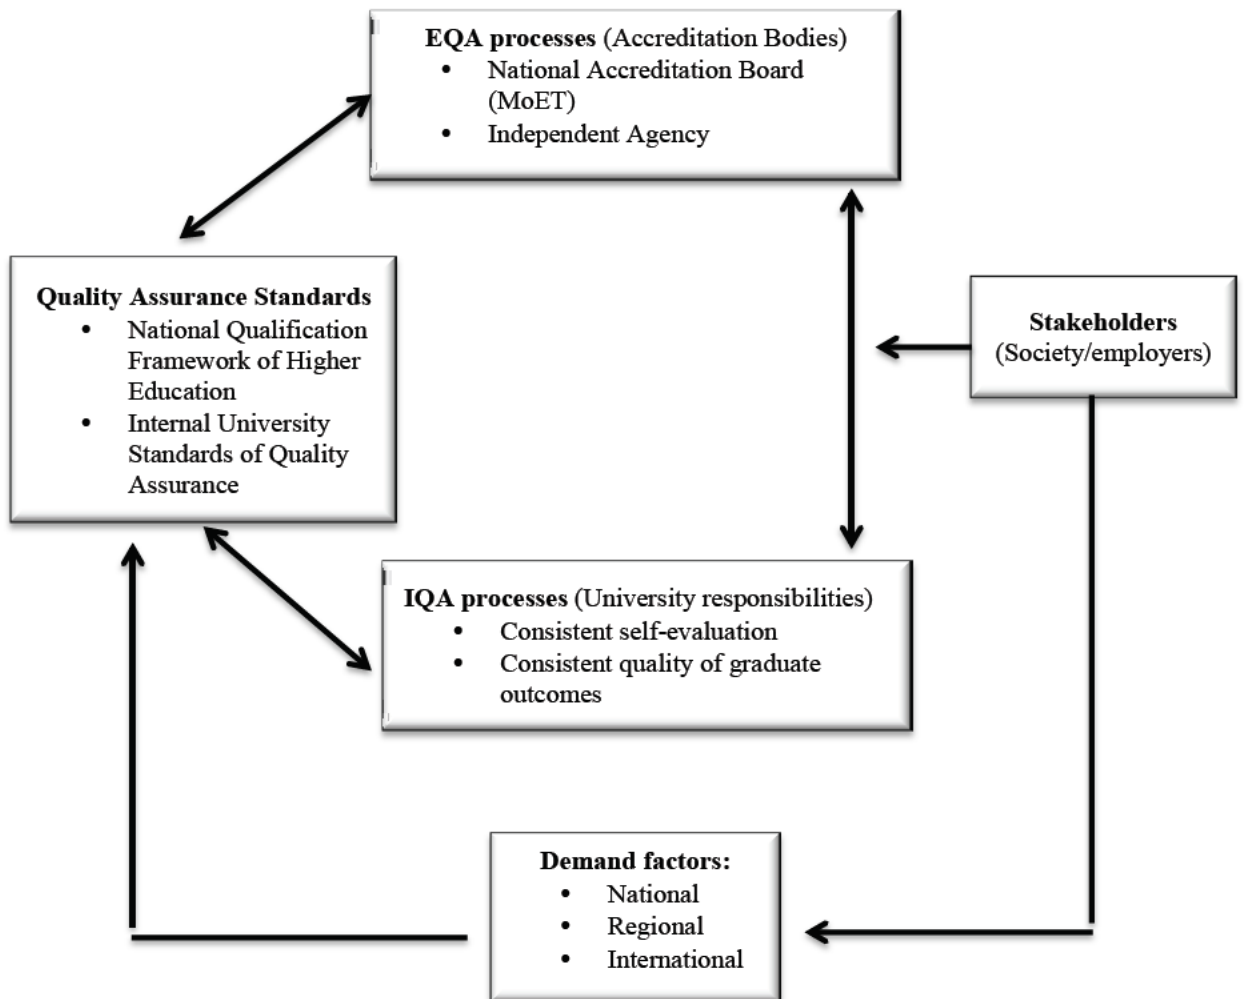 EQA processes (Accreditation Bodies)
• National Accreditation Board
(MoET)
• Independent Agency
Quality Assurance Standards
• National Qualification
Framework of Higher
Education
• Internal University
Standards of Quality
Assurance
Stakeholders
(Society/employers)
IQA processes (University responsibilities)
• Consistent self-evaluation
• Consistent quality of graduate
outcomes
Demand factors:
• National
• Regional
• International